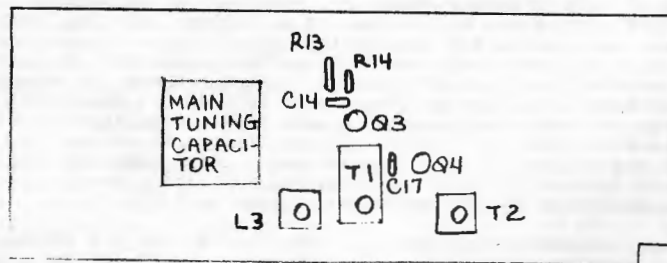 R13
R14
MAIN
TUNING
CAPACI-
TOR
C14
Q3
T1
Q4
C17
L3
T2